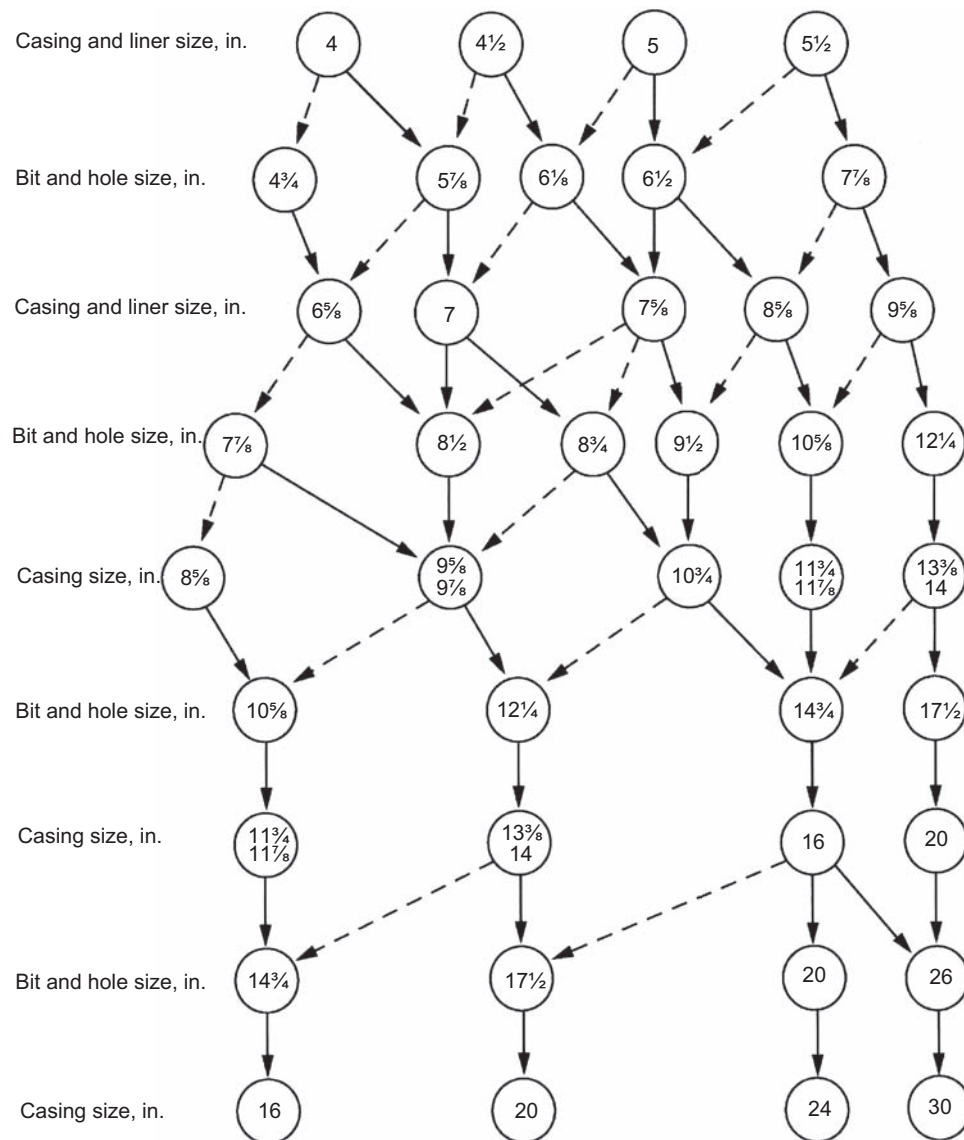 Casing and liner size, in. 4 4½ 5 5½
Bit and hole size, in. 4¾ 5⅞ 6⅛ 6½ 7⅞
Casing and liner size, in. 6⅝ 7 7⅝ 8⅝ 9⅝
Bit and hole size, in. 7⅞ 8½ 8¾ 9½ 10⅝ 12¼
Casing size, in. 8⅝ 9⅝ 9⅞ 10¾ 11¾ 11⅞ 13⅜ 14
Bit and hole size, in. 10⅝ 12¼ 14¾ 17½
Casing size, in. 11¾ 11⅞ 13⅜ 14 16 20
Bit and hole size, in. 14¾ 17½ 20 26
Casing size, in. 16 20 24 30